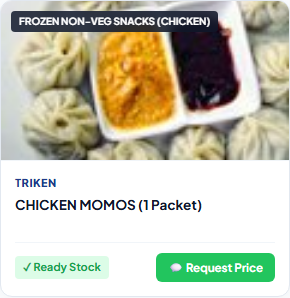 FROZEN NON-VEG SNACKS (CHICKEN)
TRIKEN
CHICKEN MOMOS (1 Packet)
✓ Ready Stock
Request Price